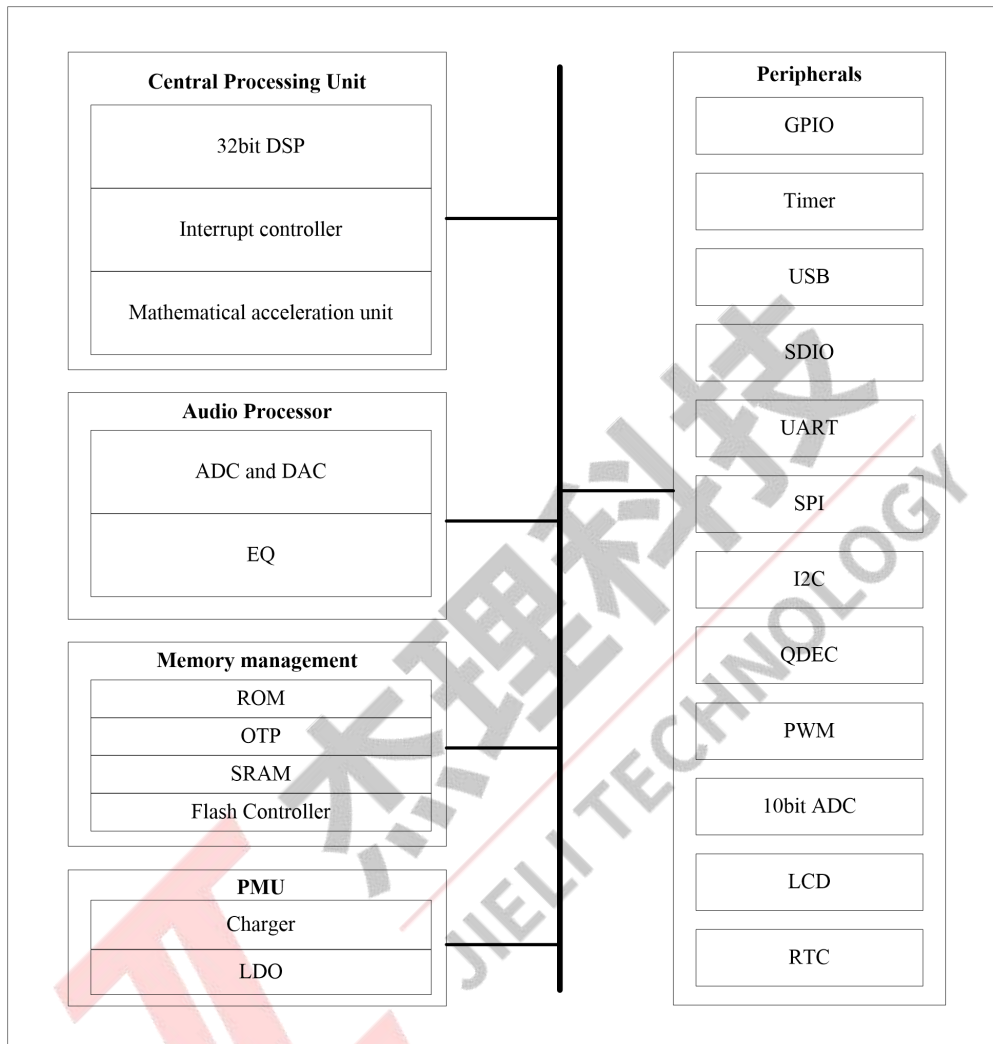 Central Processing Unit
32bit DSP
Interrupt controller
Mathematical acceleration unit
Audio Processor
ADC and DAC
EQ
Memory management
ROM
OTP
SRAM
Flash Controller
PMU
Charger
LDO
Peripherals
GPIO
Timer
USB
SDIO
UART
SPI
I2C
QDEC
PWM
10bit ADC
LCD
RTC
杰理科技
JIELI TECHNOLOGY